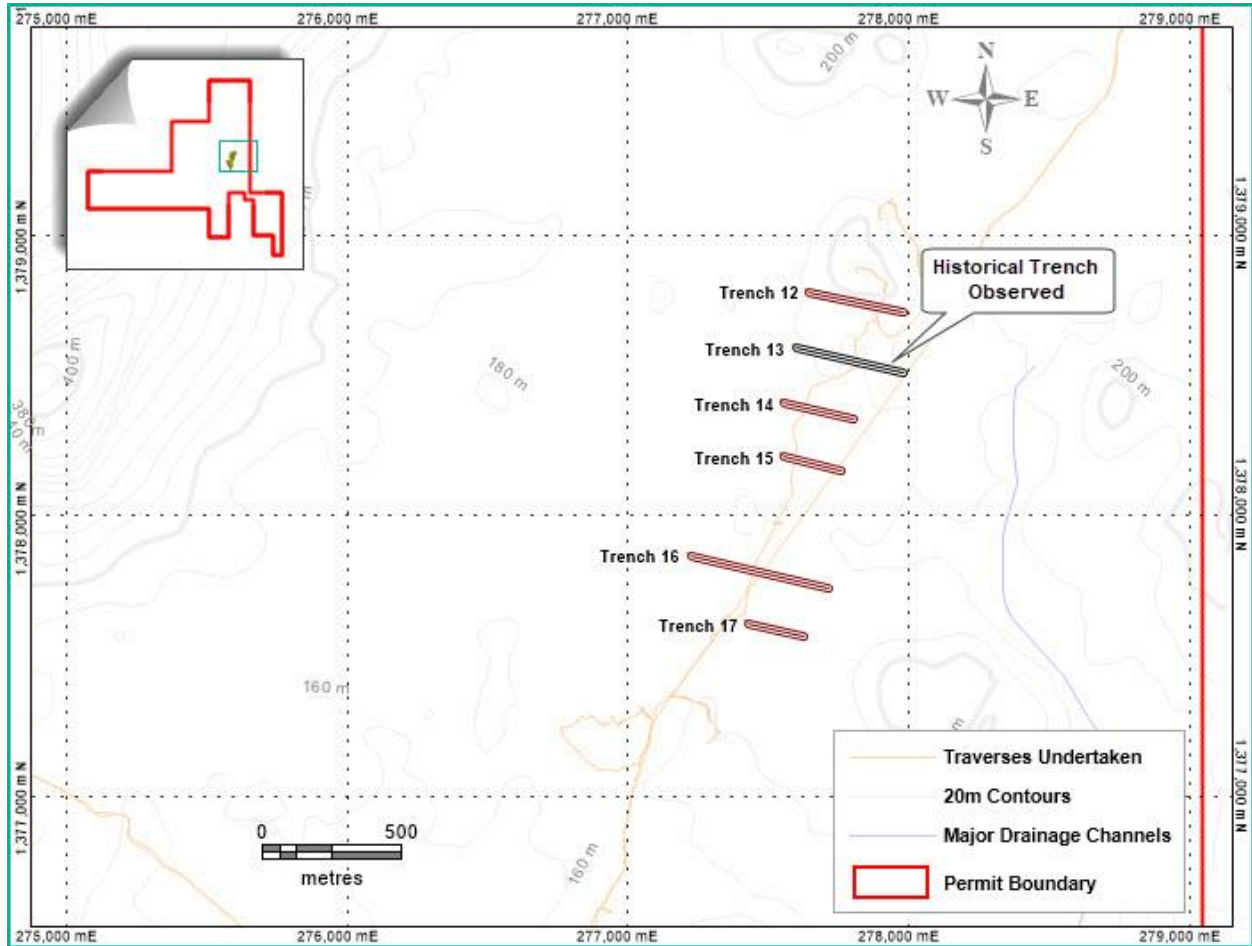 275,000 mE
276,000 mE
277,000 mE
278,000 mE
279,000 mE
200 m
N
W
E
S
1,379,000 m N
1,379,000 m N
Historical Trench
Observed
Trench 12
Trench 13
Trench 14
Trench 15
Trench 16
Trench 17
400 m
180 m
200 m
1,378,000 m N
1,378,000 m N
160 m
160 m
1,377,000 m N
1,377,000 m N
0 500
metres
Traverses Undertaken
20m Contours
Major Drainage Channels
Permit Boundary
275,000 mE
276,000 mE
277,000 mE
278,000 mE
279,000 mE